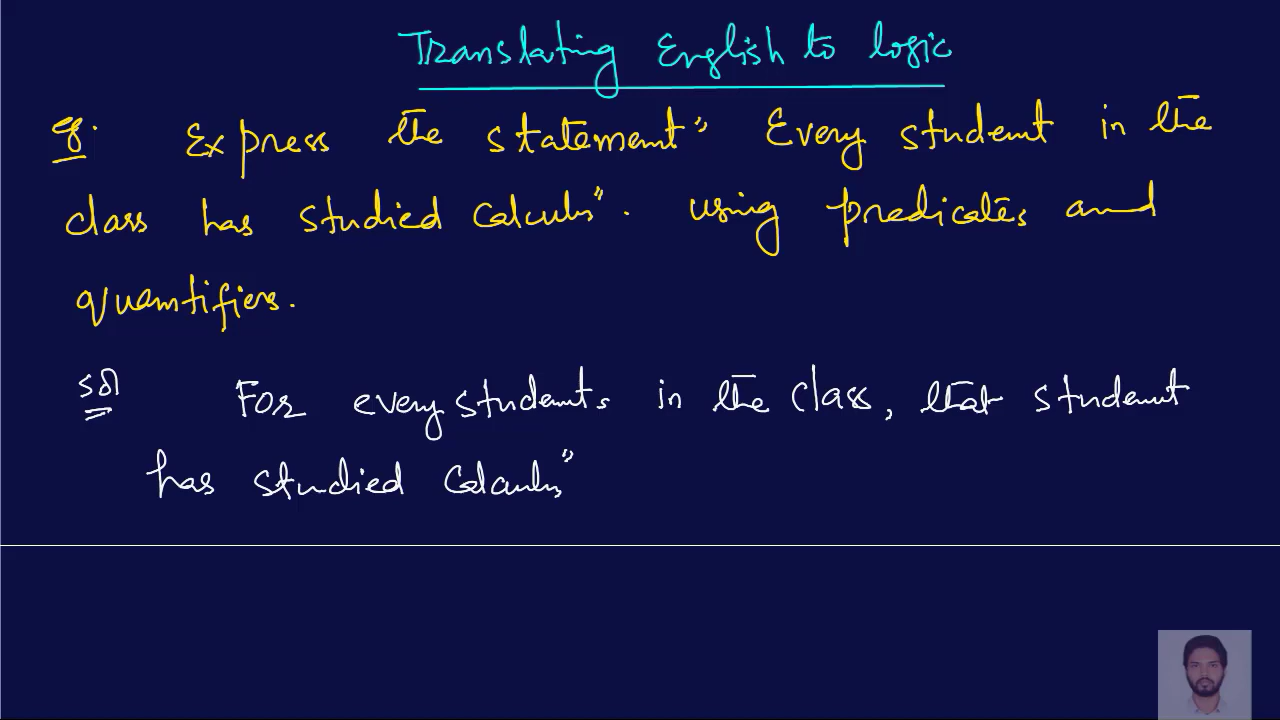 Translating English to logic
eg. Express the statement" Every student in the
class has studied calculus". using predicates and
quantifiers.
sol For every students in the class, that student
has studied calculus"